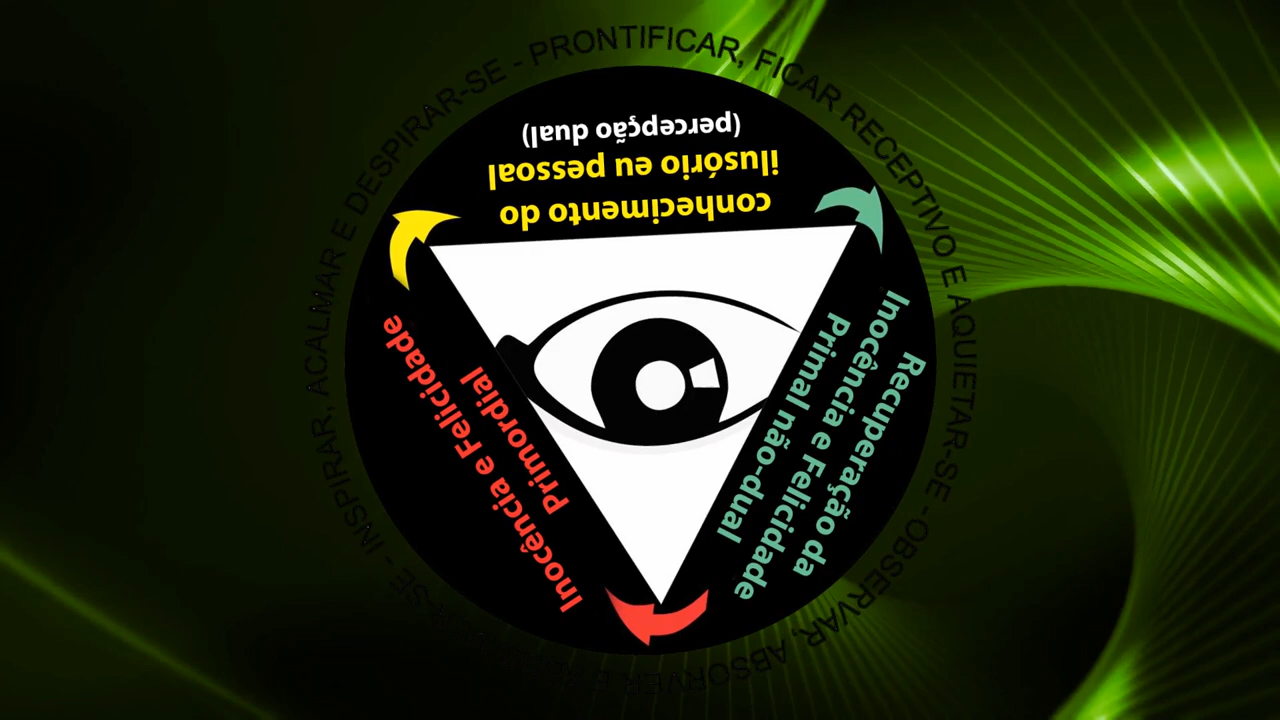 INSPIRAR, ACALMAR E DESPIRAR-SE - PRONTIFICAR, FICAR RECEPTIVO E AQUIETAR-SE - OBSERVAR, ABSORVER E
conhecimento do
ilusório eu pessoal
(percepção dual)
Inocência e Felicidade
Primordial
Recuperação da
Inocência e Felicidade
Primal não-dual